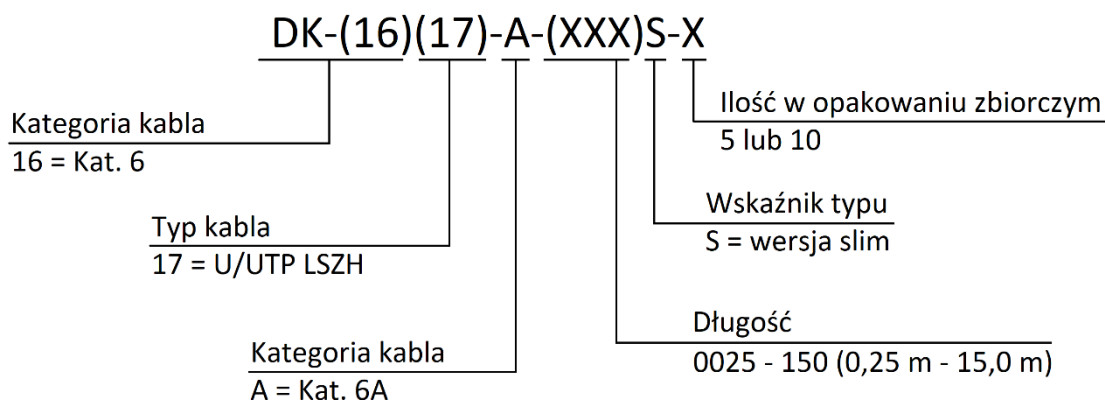 DK-(16)(17)-A-(XXX)S-X
Kategoria kabla
16 = Kat. 6
Typ kabla
17 = U/UTP LSZH
Kategoria kabla
A = Kat. 6A
Ilość w opakowaniu zbiorczym
5 lub 10
Wskaźnik typu
S = wersja slim
Długość
0025 - 150 (0,25 m - 15,0 m)